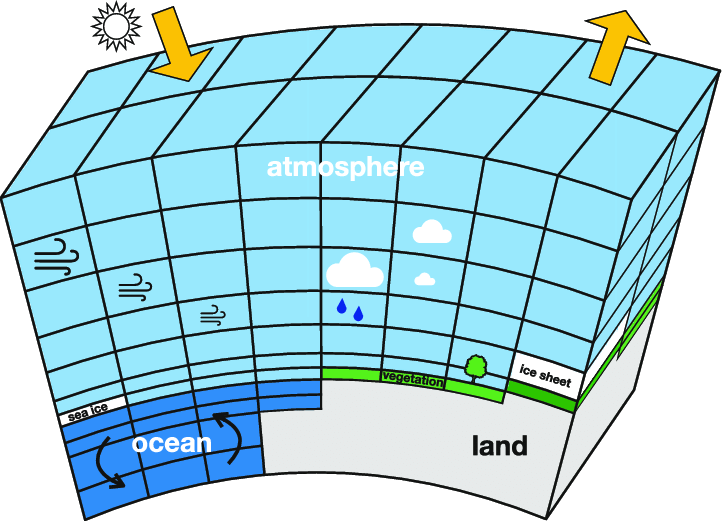 atmosphere
vegetation
ice sheet
sea ice
ocean
land